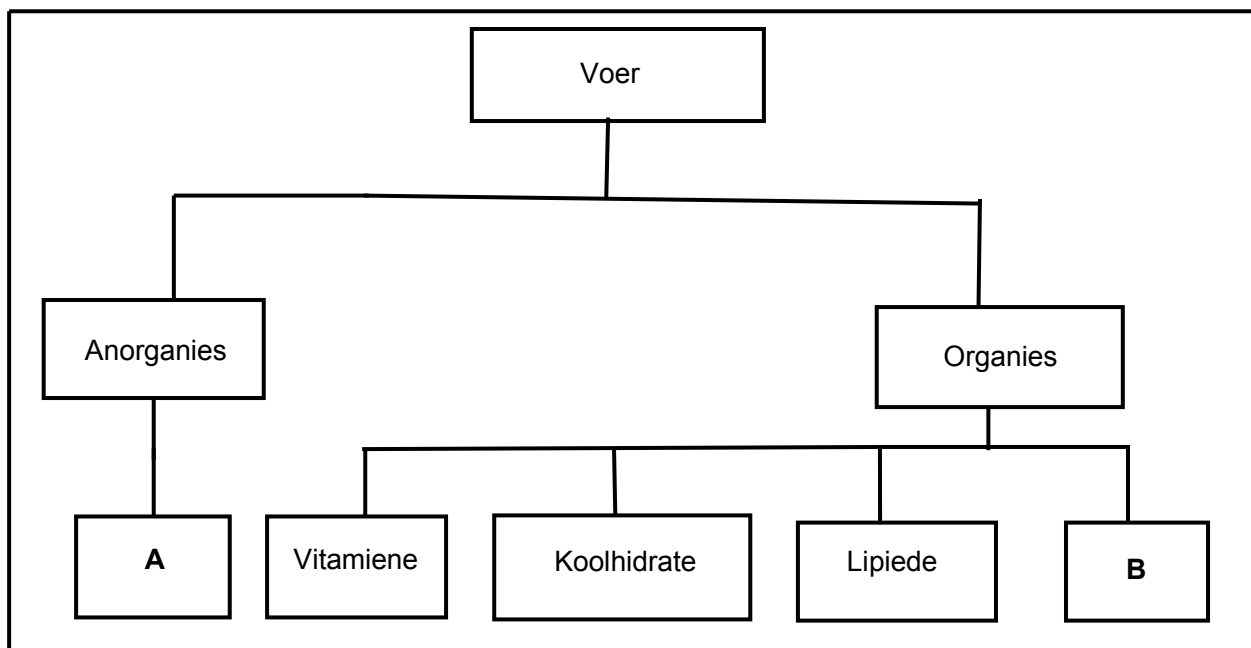 Voer
Anorganies
Organies
A
Vitamiene
Koolhidrate
Lipiede
B